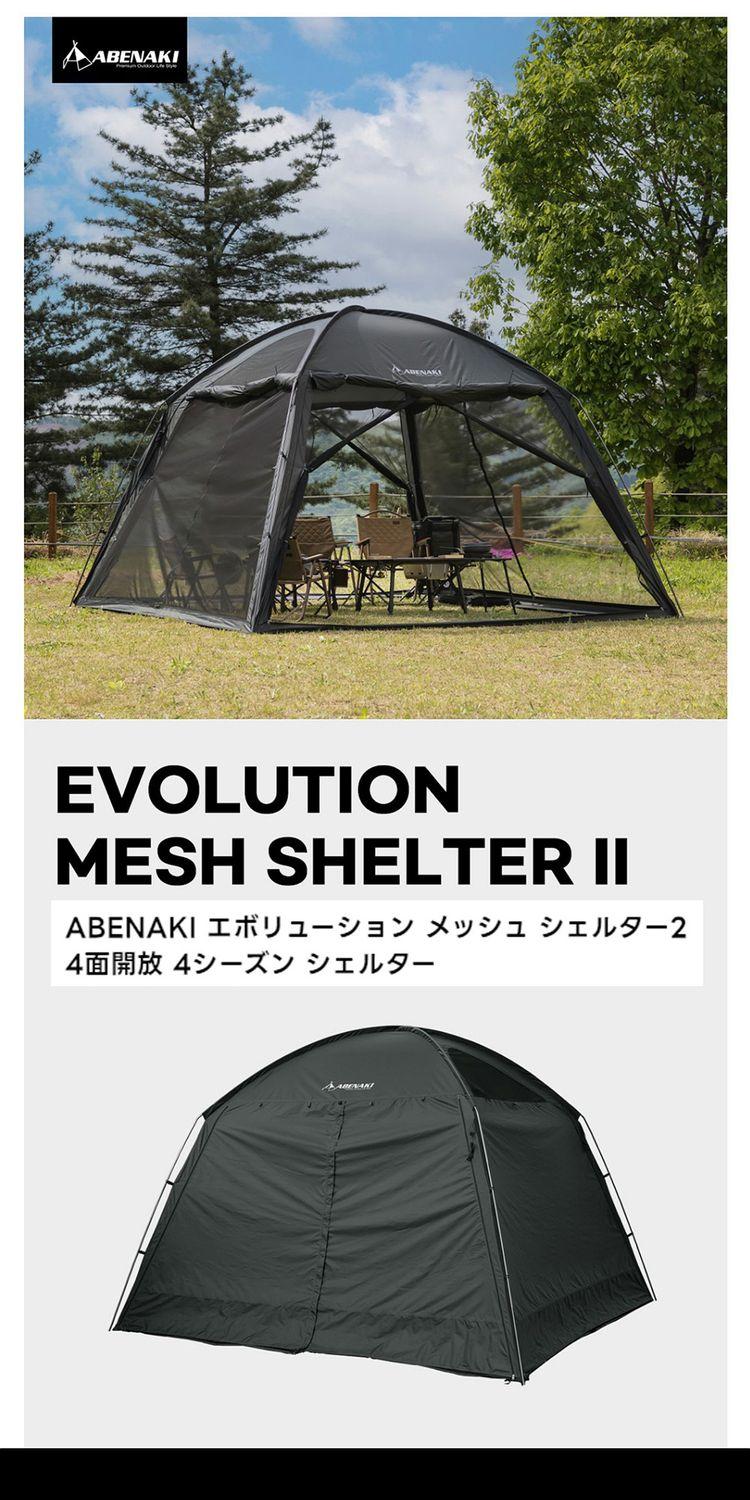 ABENAKI
Premium Outdoor Life Style
ABENAKI
EVOLUTION
MESH SHELTER II
ABENAKI エボリューション メッシュ シェルター2
4面開放 4シーズン シェルター
ABENAKI